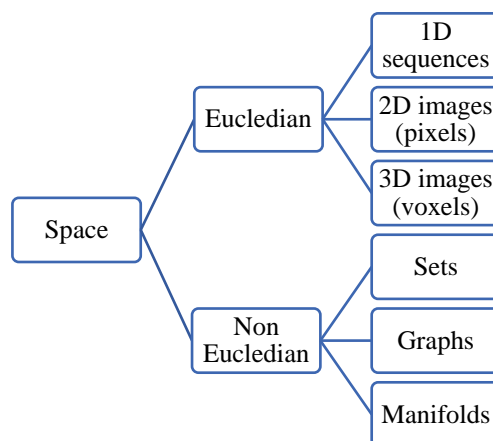 1D
sequences
Eucledian
2D images
(pixels)
3D images
(voxels)
Space
Sets
Non
Eucledian
Graphs
Manifolds